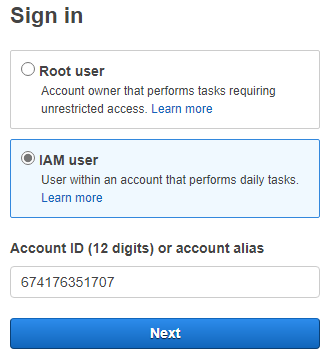 Sign in
Root user
Account owner that performs tasks requiring
unrestricted access. Learn more
IAM user
User within an account that performs daily tasks.
Learn more
Account ID (12 digits) or account alias
674176351707
Next